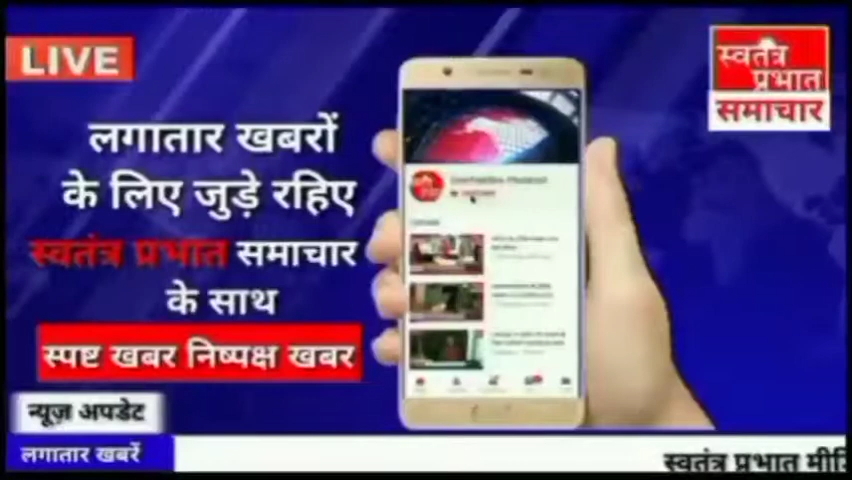 LIVE
स्वतंत्र
प्रभात
समाचार
लगातार खबरों
के लिए जुड़े रहिए
स्वतंत्र प्रभात समाचार
के साथ
स्पष्ट खबर निष्पक्ष खबर
न्यूज़ अपडेट
लगातार खबरें
स्वतंत्र प्रभात